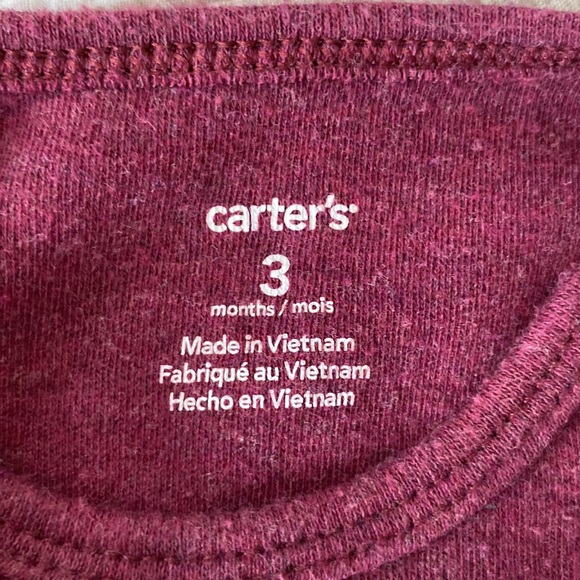 carter's
3
months / mois
Made in Vietnam
Fabriqué au Vietnam
Hecho en Vietnam